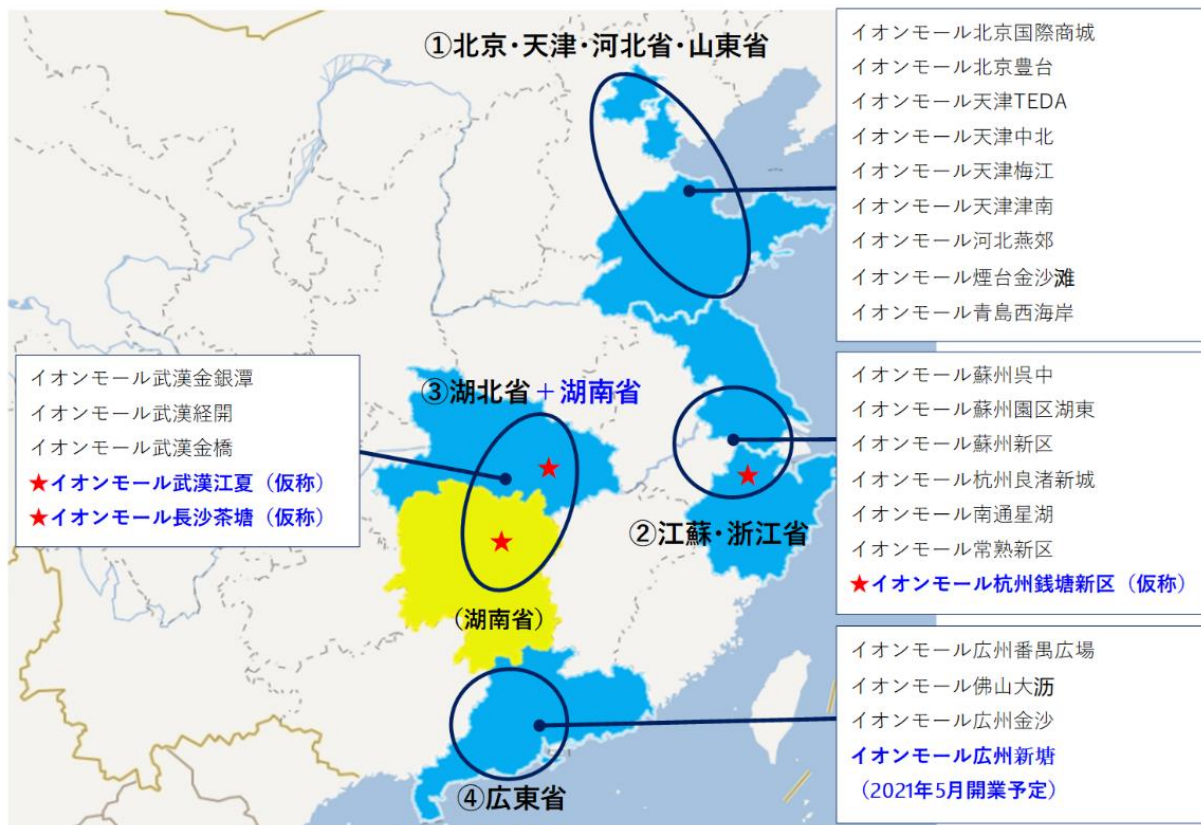 ①北京・天津・河北省・山東省
イオンモール北京国際商城
イオンモール北京豊台
イオンモール天津TEDA
イオンモール天津中北
イオンモール天津梅江
イオンモール天津津南
イオンモール河北燕郊
イオンモール煙台金沙滩
イオンモール青島西海岸
③湖北省＋湖南省
イオンモール武漢金銀潭
イオンモール武漢経開
イオンモール武漢金橋
★イオンモール武漢江夏（仮称）
★イオンモール長沙茶塘（仮称）
(湖南省)
②江蘇・浙江省
イオンモール蘇州呉中
イオンモール蘇州園区湖東
イオンモール蘇州新区
イオンモール杭州良渚新城
イオンモール南通星湖
イオンモール常熟新区
★イオンモール杭州銭塘新区（仮称）
④広東省
イオンモール広州番禺広場
イオンモール佛山大沥
イオンモール広州金沙
イオンモール広州新塘
（2021年5月開業予定）